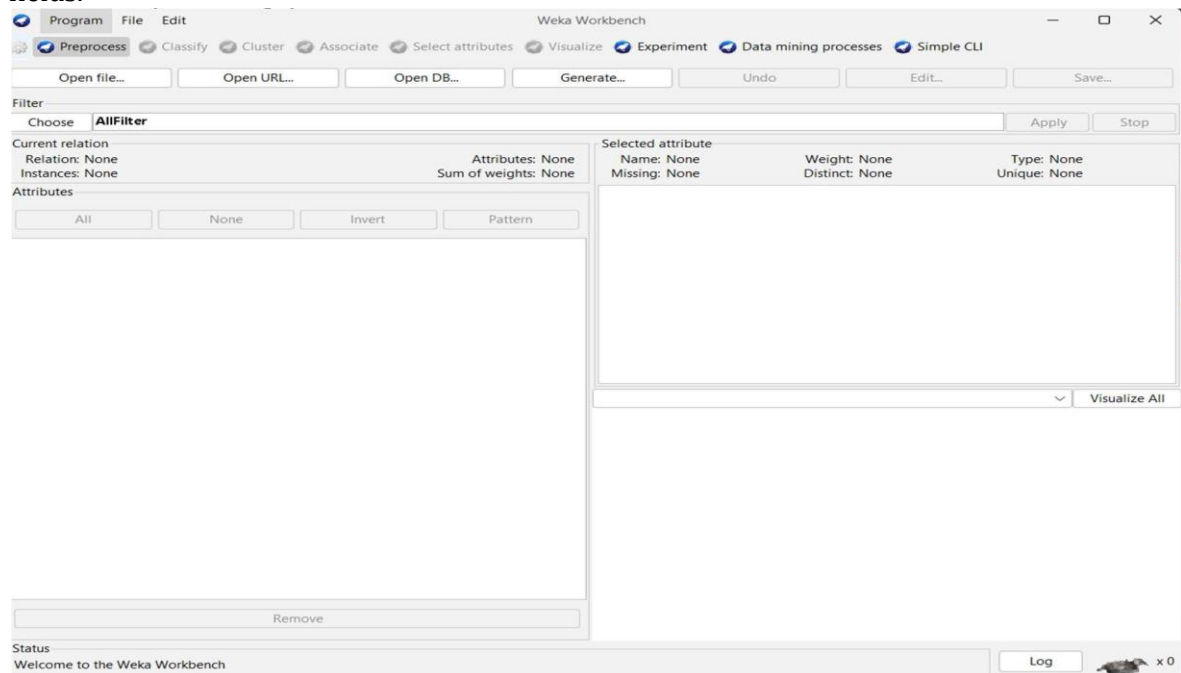 Program File Edit Weka Workbench
Preprocess Classify Cluster Associate Select attributes Visualize Experiment Data mining processes Simple CLI
Open file... Open URL... Open DB... Generate... Undo Edit... Save...
Filter
Choose AllFilter Apply Stop
Current relation
Relation: None Attributes: None
Instances: None Sum of weights: None
Selected attribute
Name: None Weight: None Type: None
Missing: None Distinct: None Unique: None
Attributes
All None Invert Pattern
Visualize All
Remove
Status
Welcome to the Weka Workbench
Log x 0